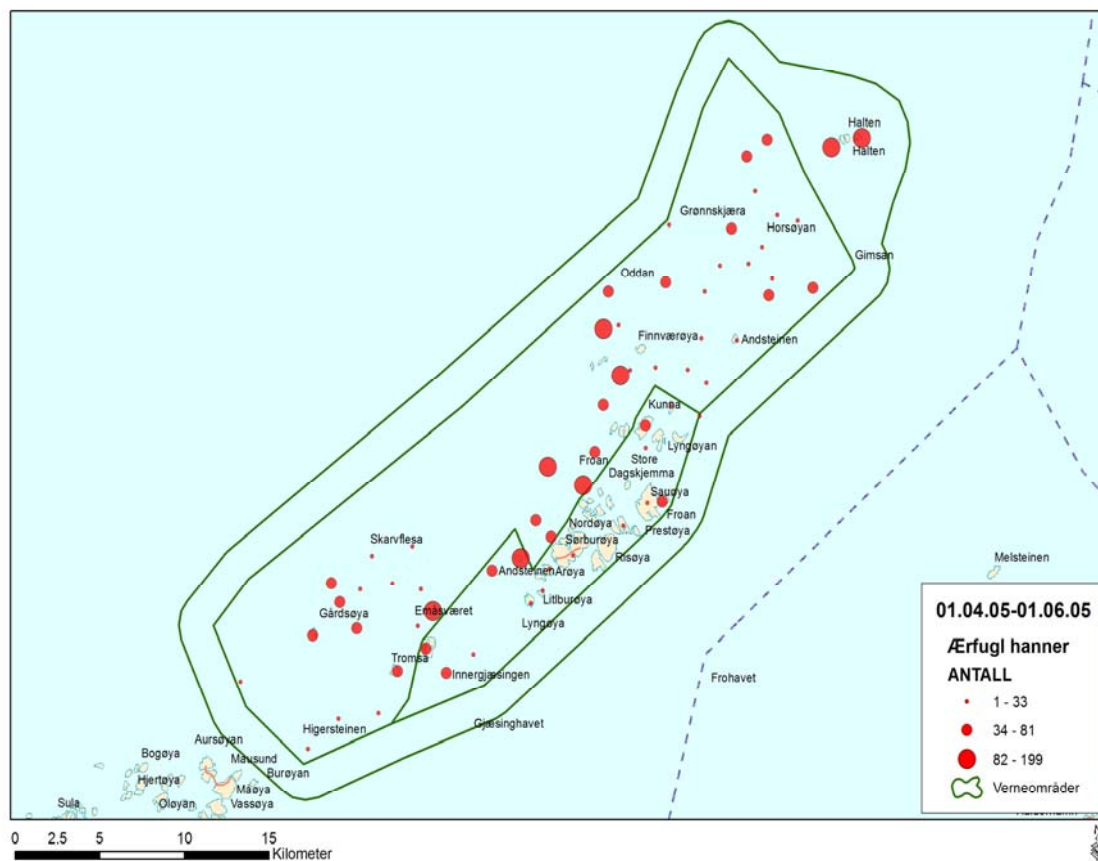 Halten
Halten
Grønnskjæra
Horsøyan
Gimsan
Oddan
Finnværøya
Andsteinen
Kunna
Lyngøyan
Froan
Store
Dagskjemma
Sauøya
Froan
Nordøya
Prestøya
Sørburøya
Risøya
Skarvflesa
Andsteinen
Arøya
Melsteinen
Litlburøya
Gårdsøya
Emasværet
Lyngøya
Tromsa
Innergjæsingen
Frohavet
Higersteinen
Gjæsinghavet
Aursøyan
Bogøya
Mausund
Burøyan
Hjertøya
Måøya
Sula
Oløyan
Vassøya
01.04.05-01.06.05
Ærfugl hanner
ANTALL
1 - 33
34 - 81
82 - 199
Verneområder
0 2.5 5 10 15
Kilometer